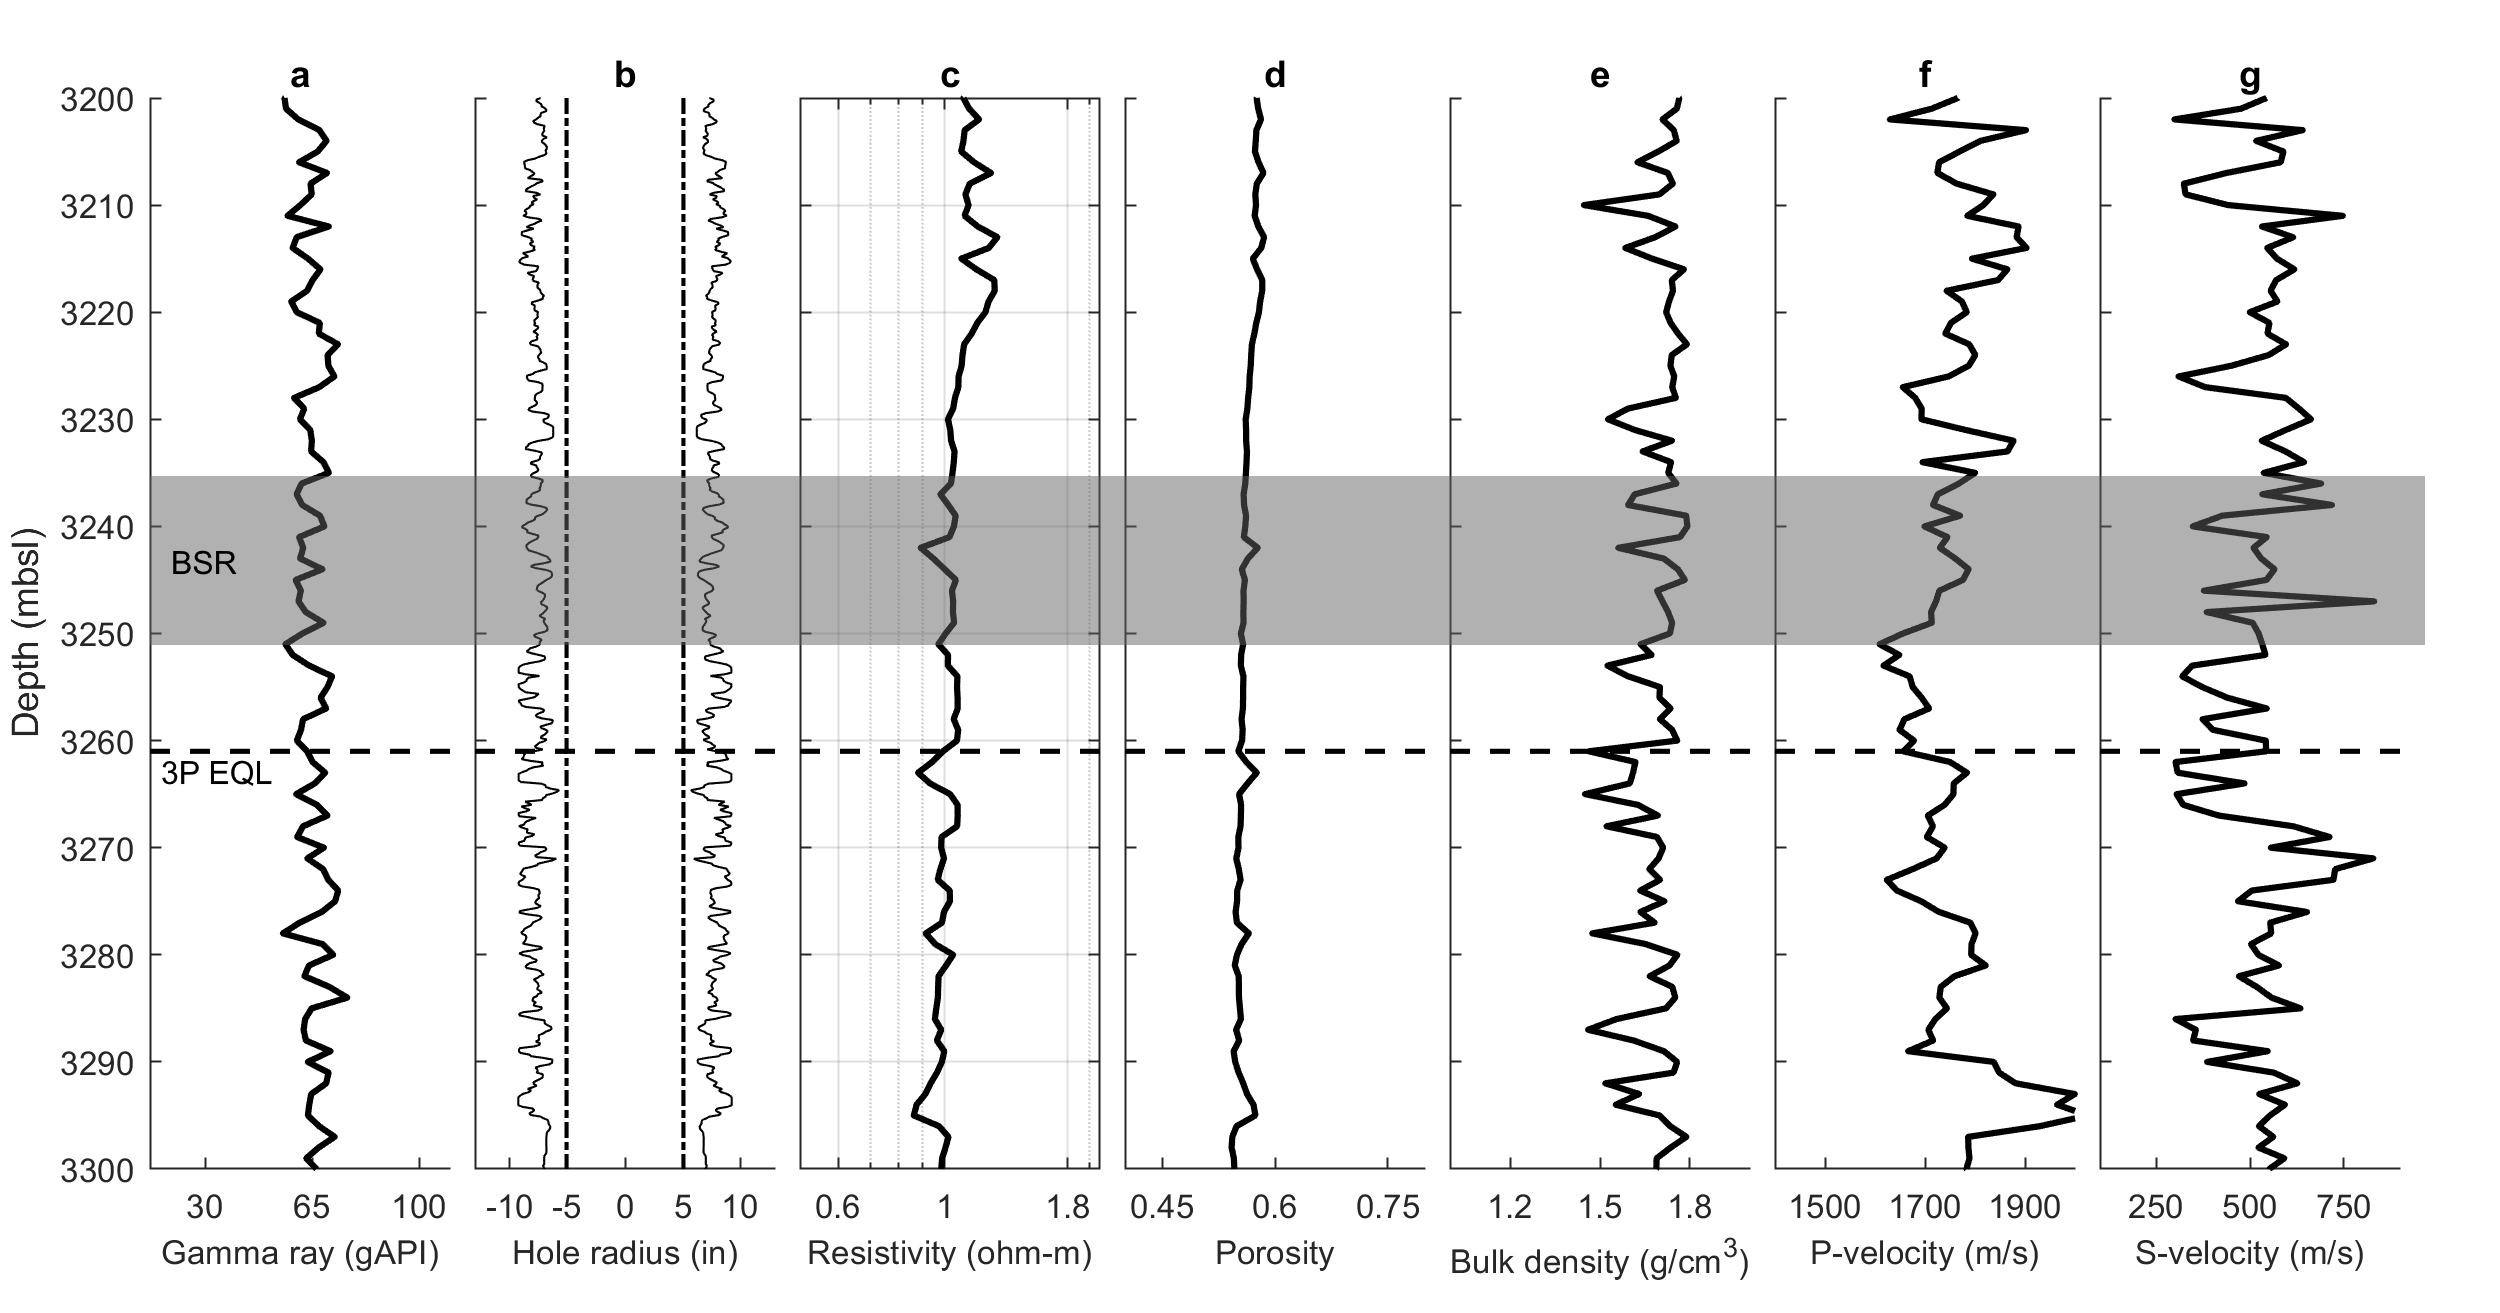 a b c d e f g
3200
3210
3220
3230
3240
3250
3260
3270
3280
3290
3300
Depth (mbsl)
BSR
3P EQL
30 65 100 -10 -5 0 5 10 0.6 1 1.8 0.45 0.6 0.75 1.2 1.5 1.8 1500 1700 1900 250 500 750
Gamma ray (gAPI) Hole radius (in) Resistivity (ohm-m) Porosity Bulk density (g/cm³) P-velocity (m/s) S-velocity (m/s)